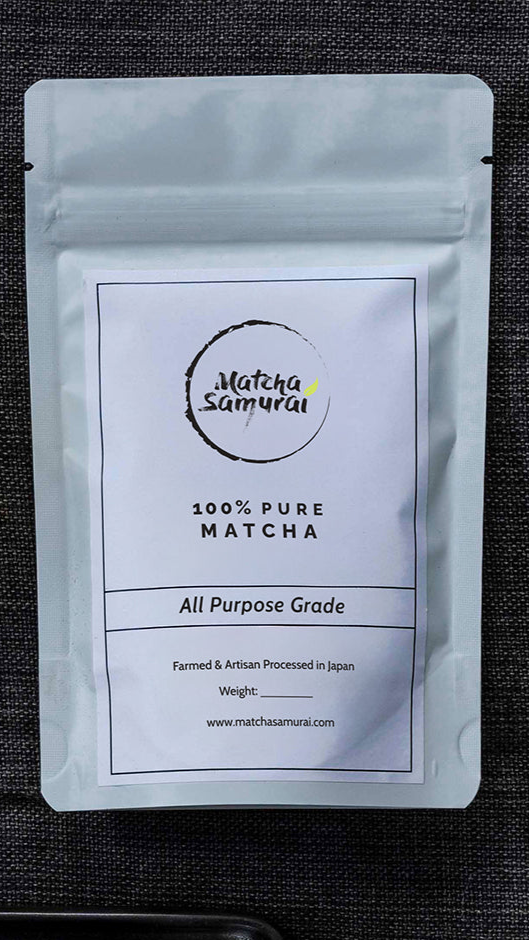 Matcha
Samurai
100% PURE
MATCHA
All Purpose Grade
Farmed & Artisan Processed in Japan
Weight: ________
www.matchasamurai.com